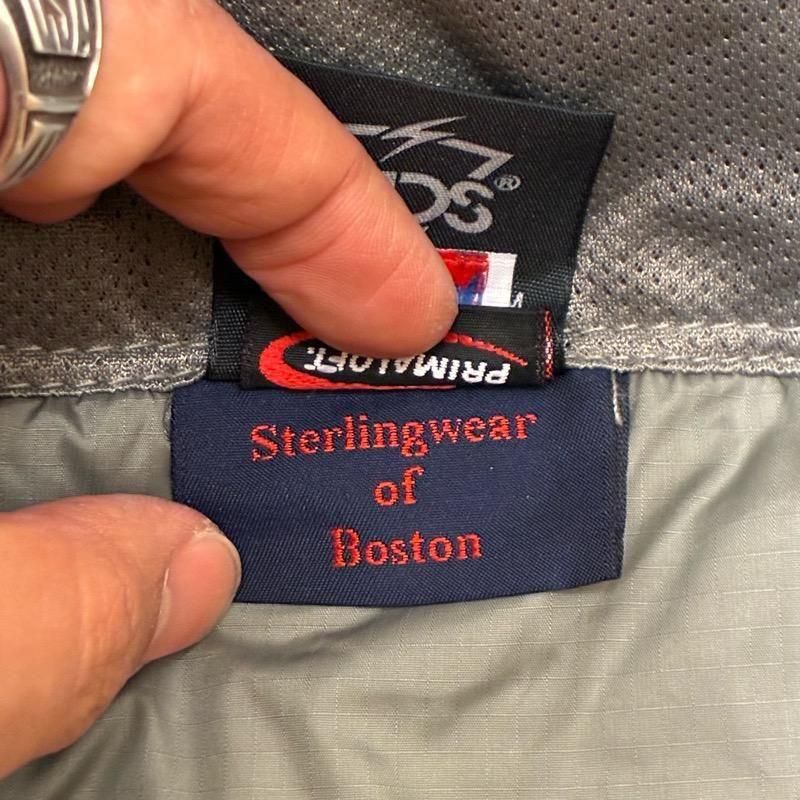 PRIMALOFT.
Sterlingwear
of
Boston